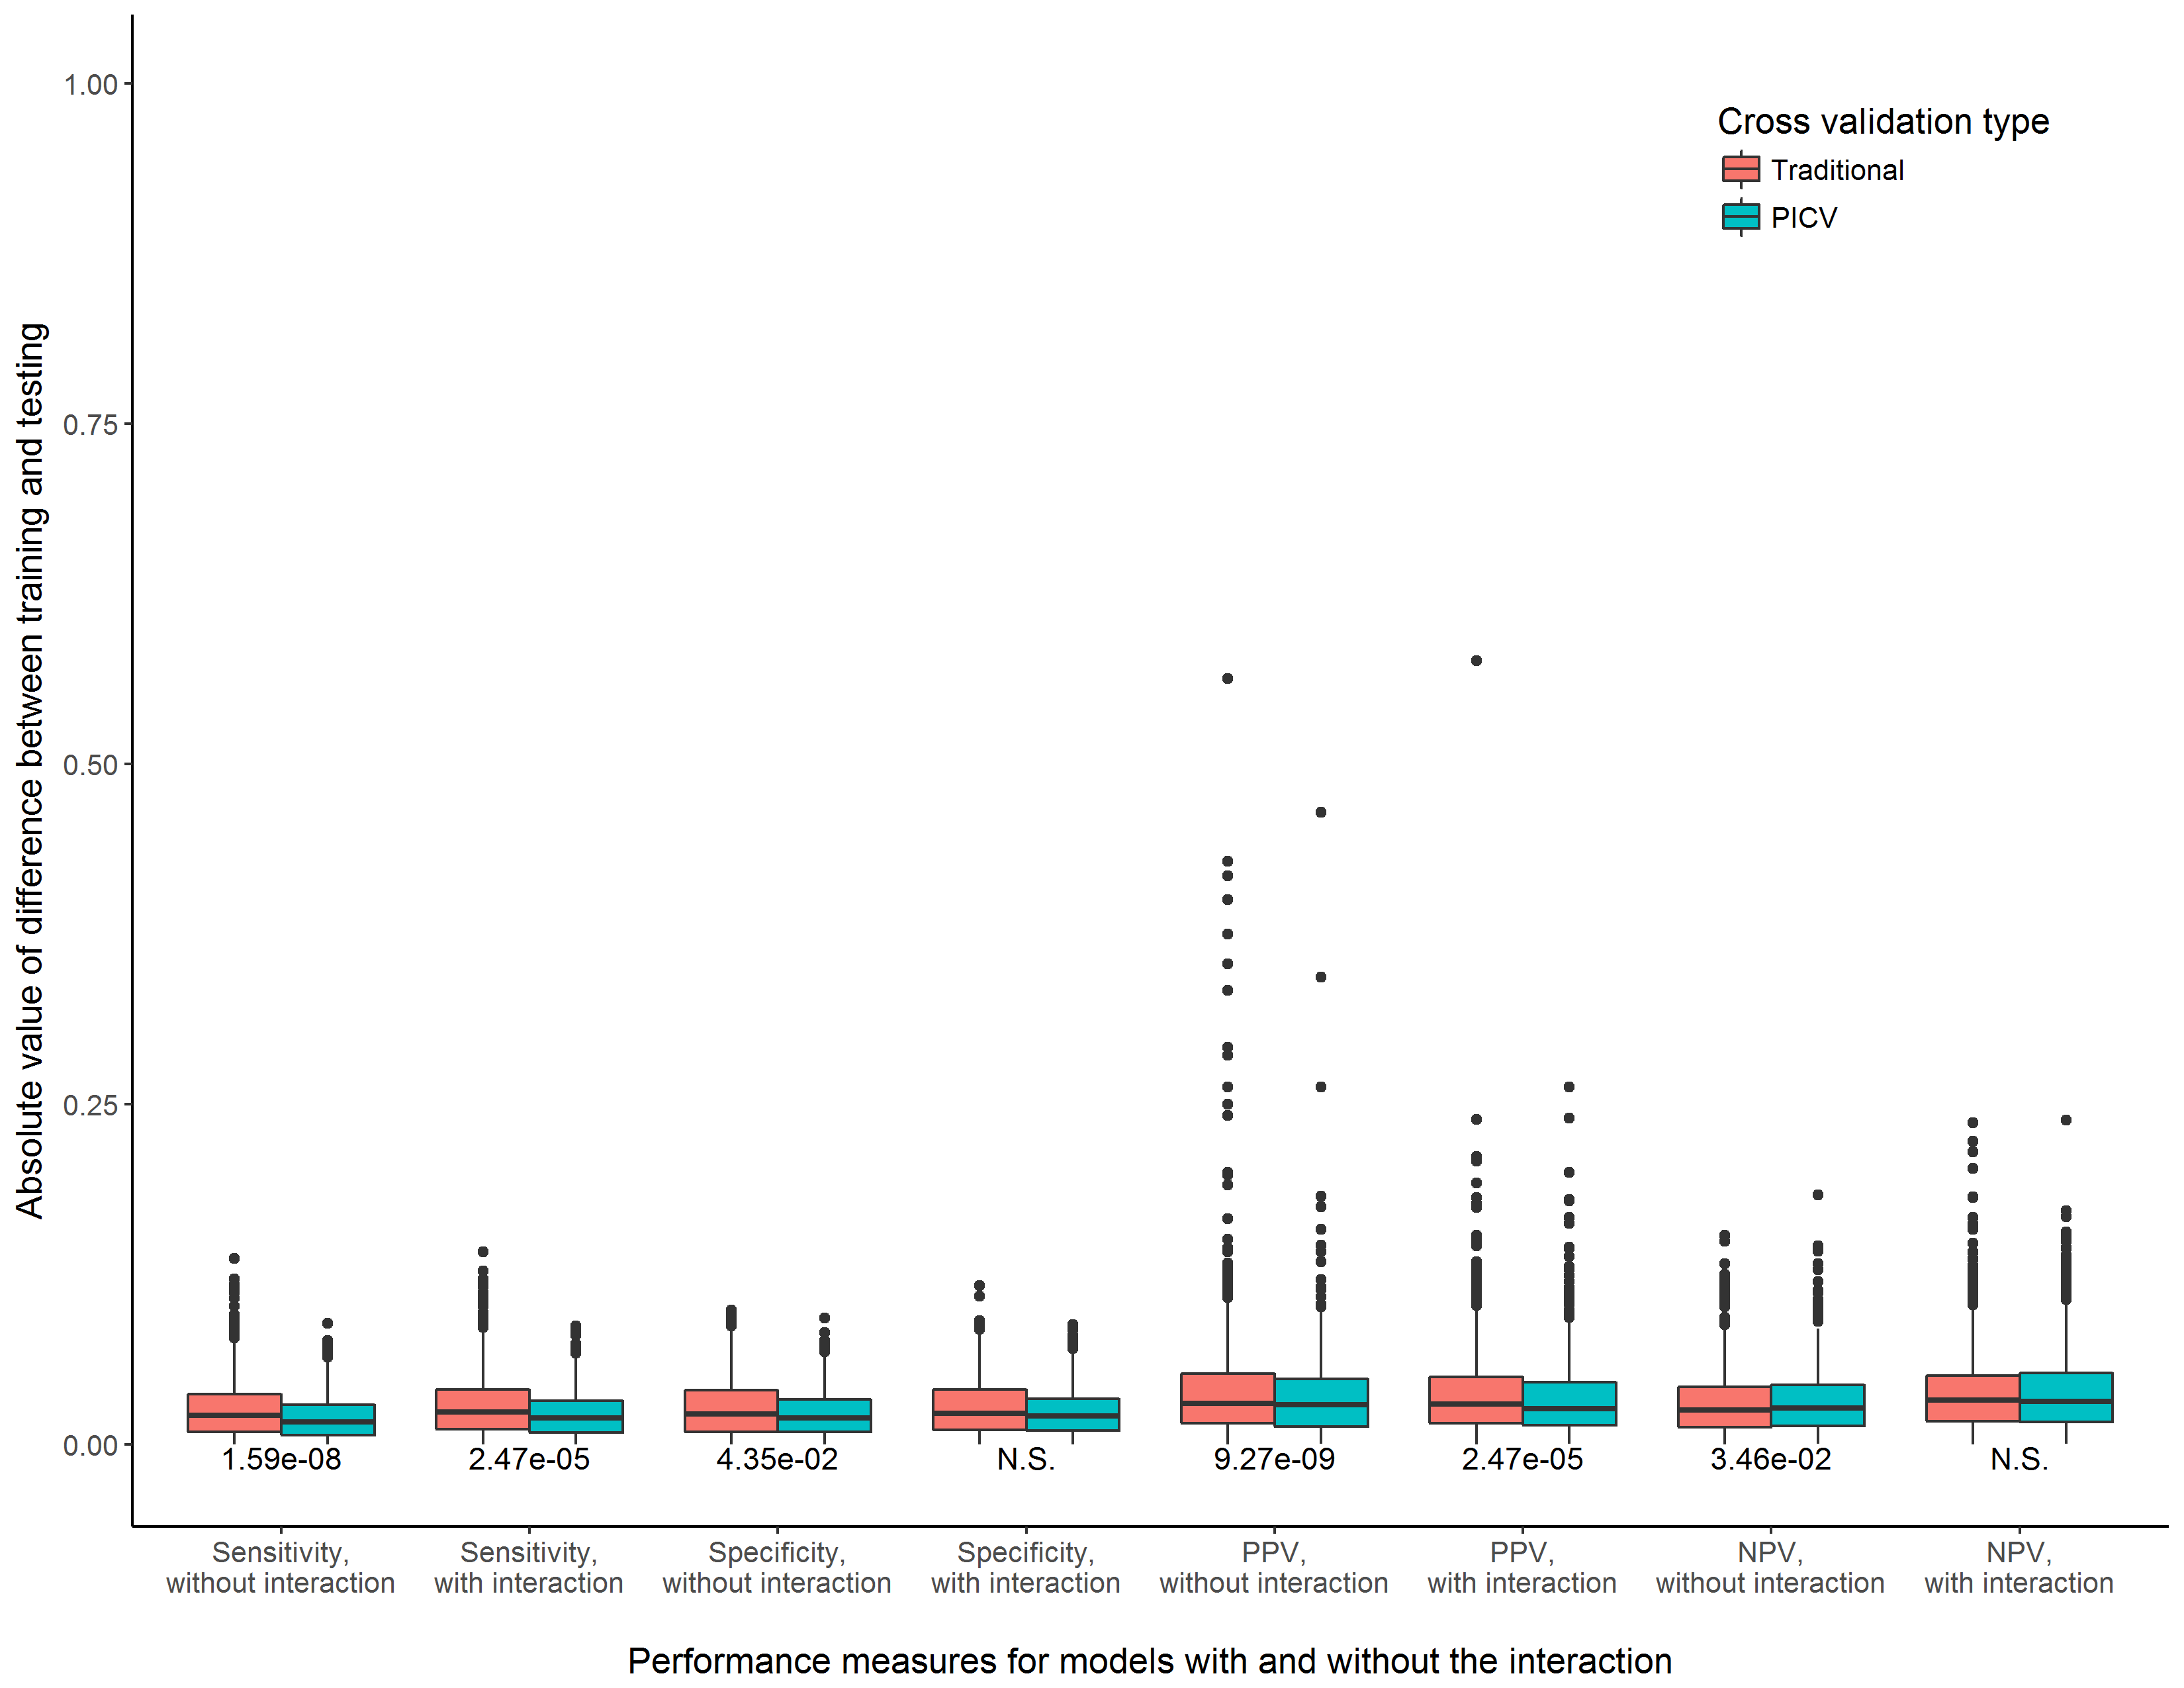 Absolute value of difference between training and testing
1.00
0.75
0.50
0.25
0.00
Cross validation type
Traditional
PICV
1.59e-08
2.47e-05
4.35e-02
N.S.
9.27e-09
2.47e-05
3.46e-02
N.S.
Sensitivity,
without interaction
Sensitivity,
with interaction
Specificity,
without interaction
Specificity,
with interaction
PPV,
without interaction
PPV,
with interaction
NPV,
without interaction
NPV,
with interaction
Performance measures for models with and without the interaction